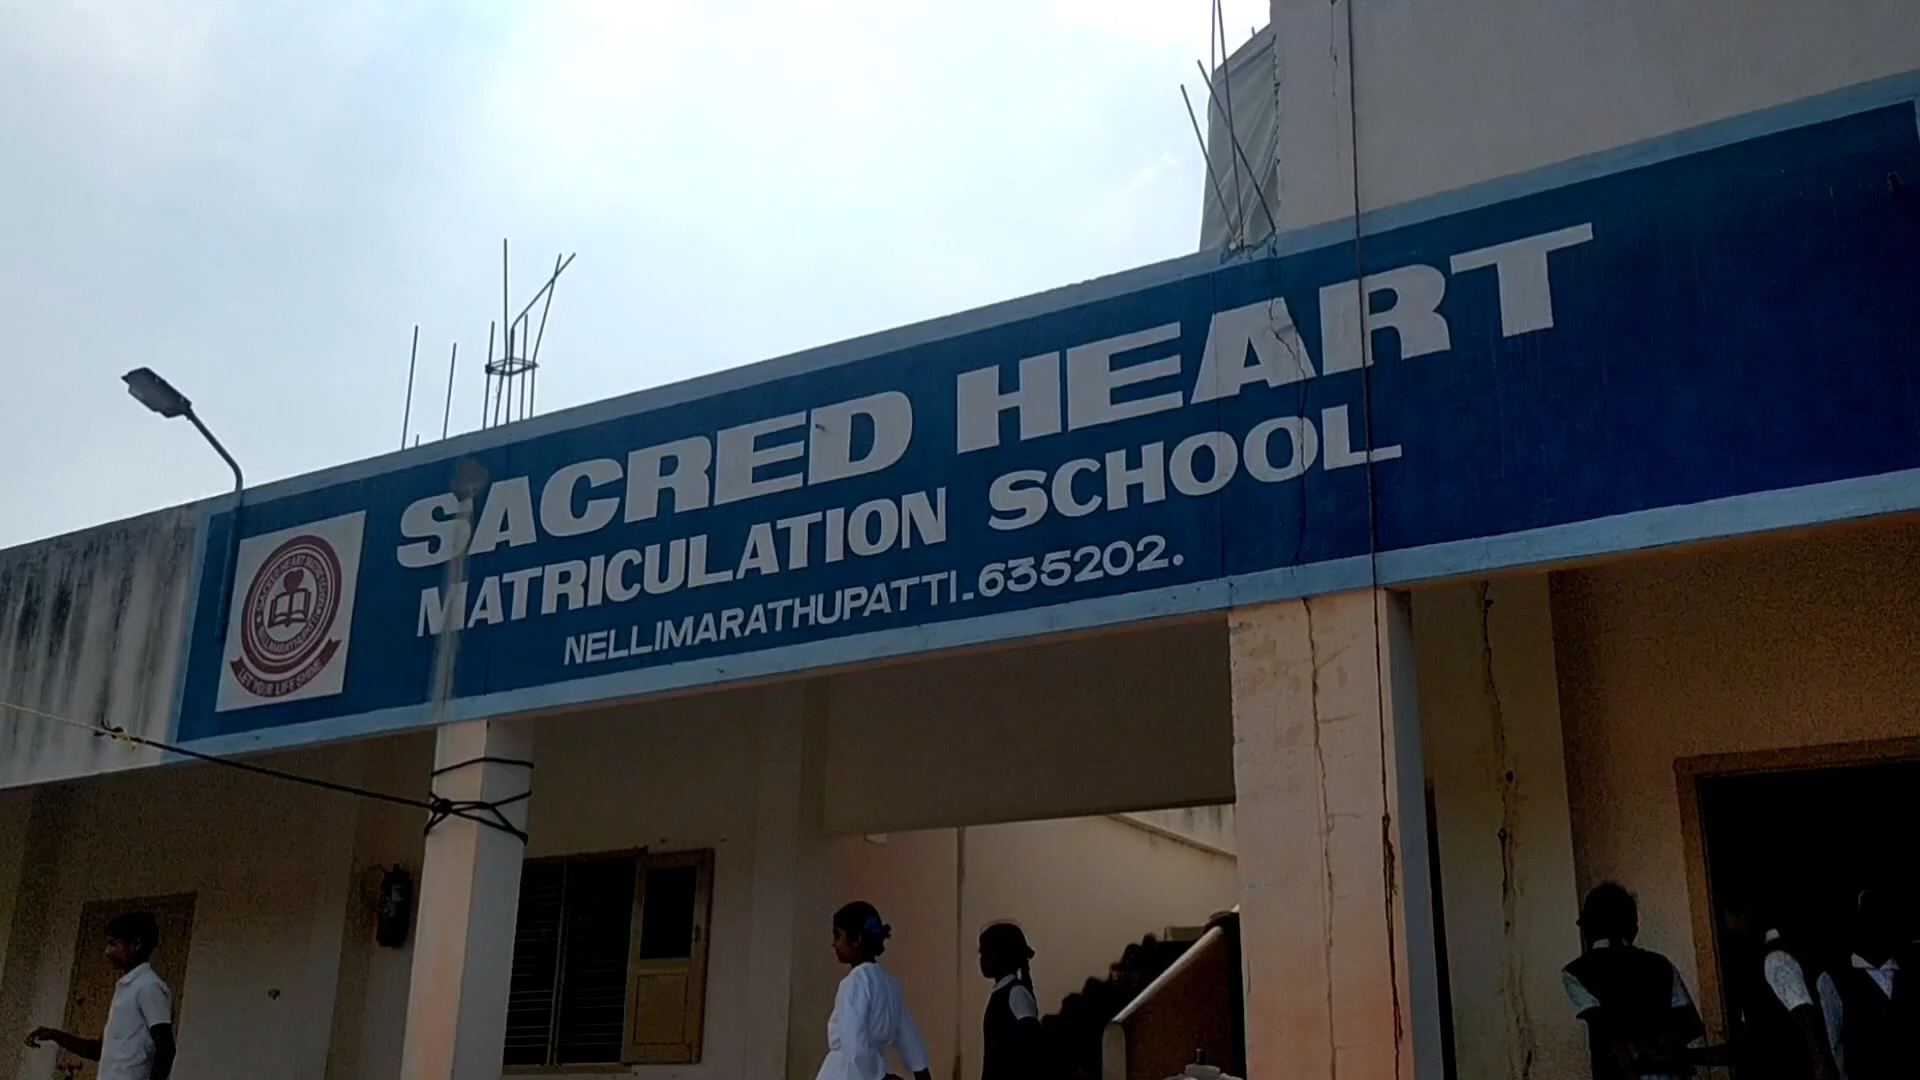 SACRED HEART
MATRICULATION SCHOOL
NELLIMARATHUPATTI-635202.
LET YOUR LIFE SHINE